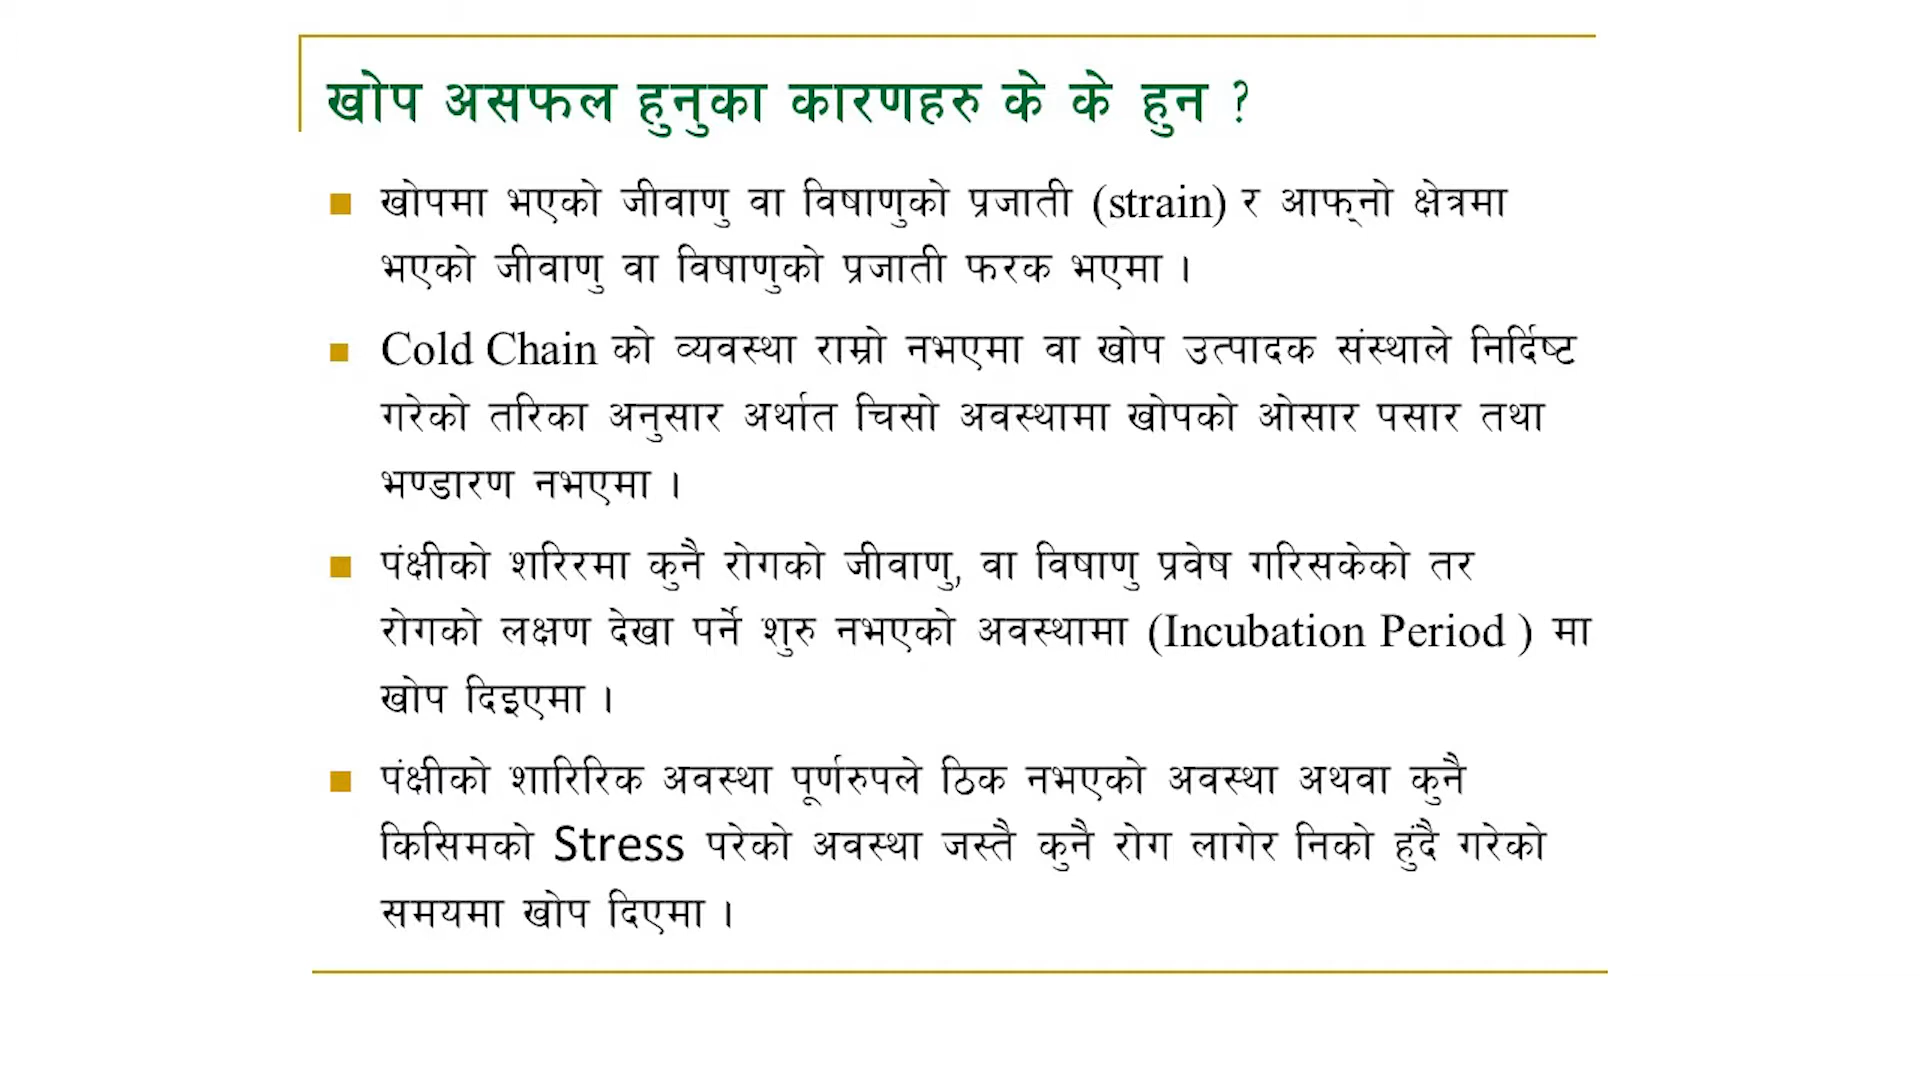 खोप असफल हुनुका कारणहरु के के हुन ?
खोपमा भएको जीवाणु वा विषाणुको प्रजाती (strain) र आफ्‌नो क्षेत्रमा
भएको जीवाणु वा विषाणुको प्रजाती फरक भएमा ।
Cold Chain को व्यवस्था राम्रो नभएमा वा खोप उत्पादक संस्थाले निर्दिष्ट
गरेको तरिका अनुसार अर्थात चिसो अवस्थामा खोपको ओसार पसार तथा
भण्डारण नभएमा ।
पंक्षीको शरिरमा कुनै रोगको जीवाणु, वा विषाणु प्रवेष गरिसकेको तर
रोगको लक्षण देखा पर्ने शुरु नभएको अवस्थामा (Incubation Period ) मा
खोप दिइएमा ।
पंक्षीको शारिरिक अवस्था पूर्णरुपले ठिक नभएको अवस्था अथवा कुनै
किसिमको Stress परेको अवस्था जस्तै कुनै रोग लागेर निको हुंदै गरेको
समयमा खोप दिएमा ।